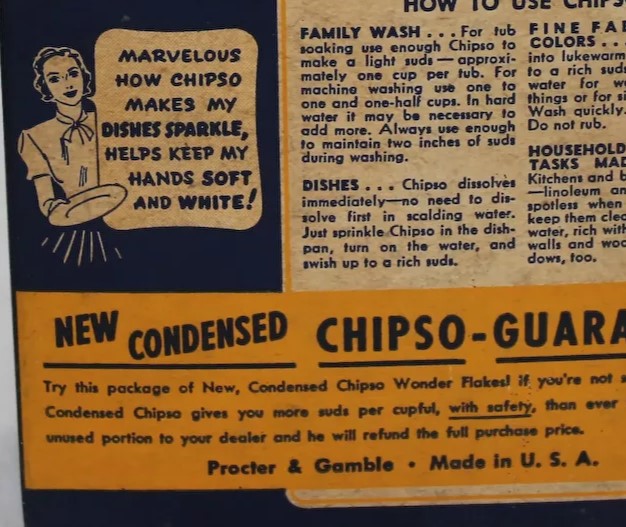 MARVELOUS
HOW CHIPSO
MAKES MY
DISHES SPARKLE,
HELPS KEEP MY
HANDS SOFT
AND WHITE!
HOW TO USE CHIPS
FAMILY WASH ... For tub
soaking use enough Chipso to
make a light suds — approxi-
mately one cup per tub. For
machine washing use one to
one and one-half cups. In hard
water it may be necessary to
add more. Always use enough
to maintain two inches of suds
during washing.
DISHES ... Chipso dissolves
immediately—no need to dis-
solve first in scalding water.
Just sprinkle Chipso in the dish-
pan, turn on the water, and
swish up to a rich suds.
FINE FA
COLORS ...
into lukewarm
to a rich suds
water for w
things or for si
Wash quickly.
Do not rub.
HOUSEHOLD
TASKS MAD
Kitchens and b
—linoleum an
spotless when
keep them clea
water, rich with
walls and woo
dows, too.
NEW CONDENSED CHIPSO-GUARA
Try this package of New, Condensed Chipso Wonder Flakes! if you're not s
Condensed Chipso gives you more suds per cupful, with safety, than ever
unused portion to your dealer and he will refund the full purchase price.
Procter & Gamble • Made in U. S. A.